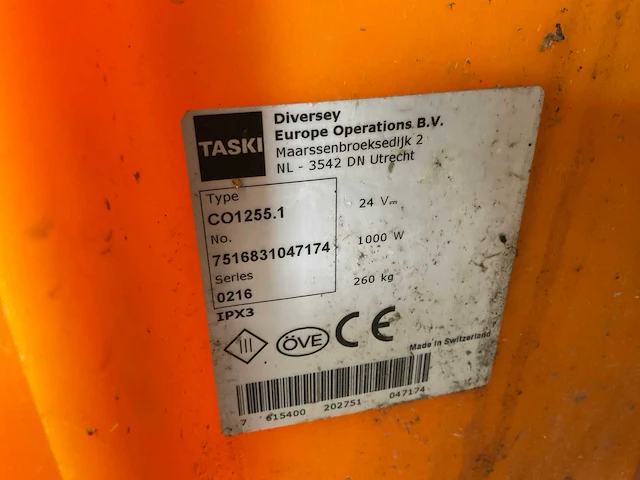 TASKI
Diversey
Europe Operations B.V.
Maarssenbroeksedijk 2
NL - 3542 DN Utrecht
Type
CO1255.1
24 V
No.
7516831047174
1000 W
Series
0216
260 kg
IPX3
III
ÖVE
CE
Made in Switzerland
7 615400 202751 047174